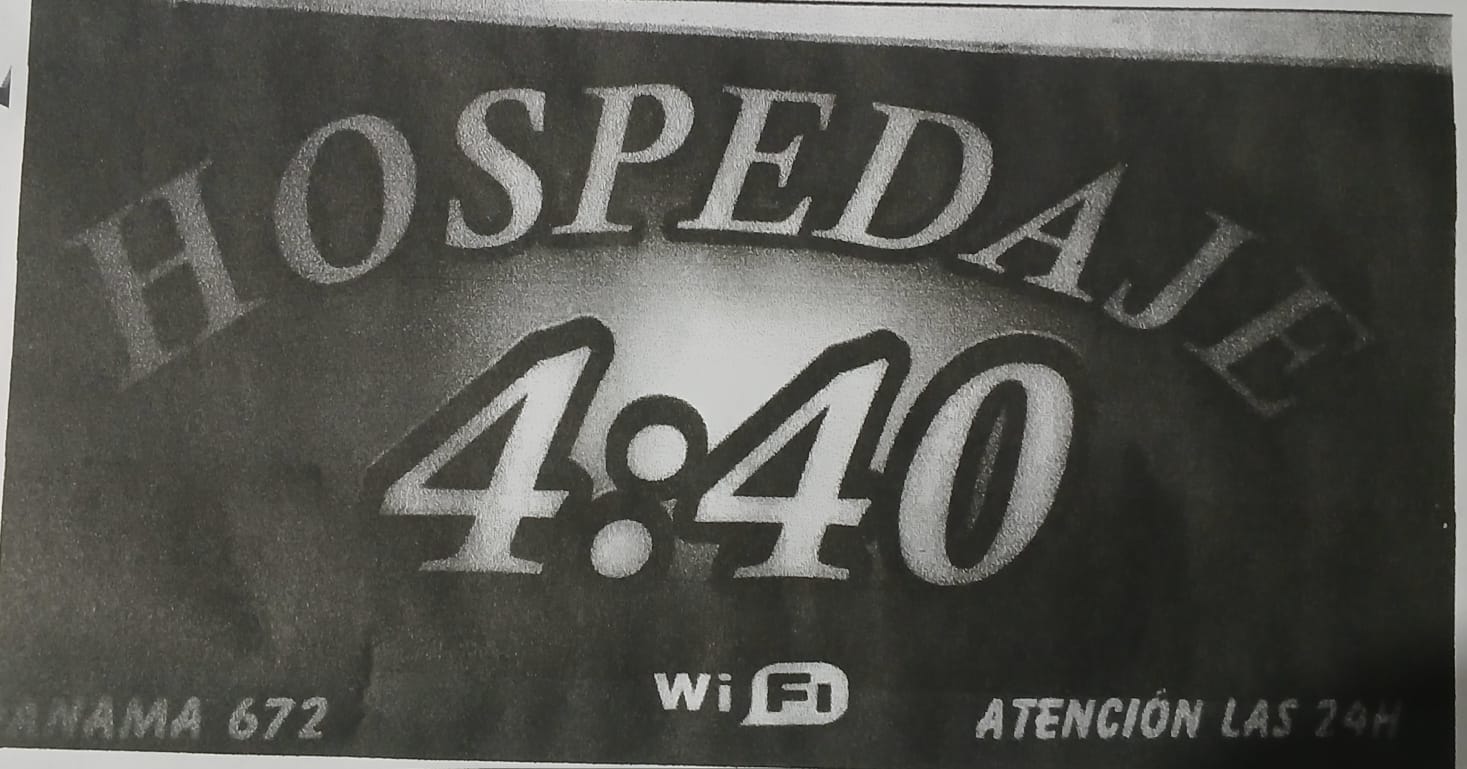 HOSPEDAJE
4:40
WiFi
ANAMA 672
ATENCIÓN LAS 24H